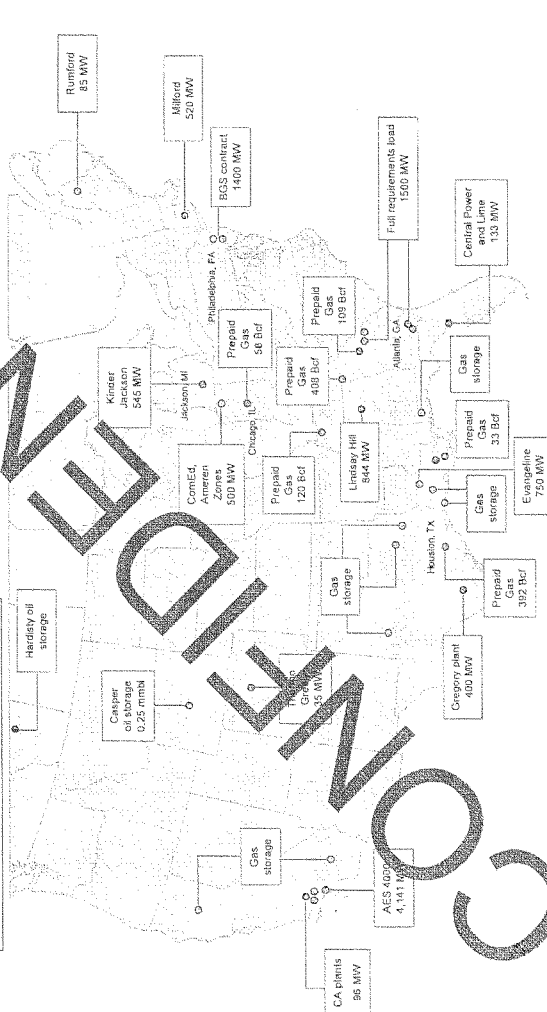 Rumford
85 MW
Milford
520 MW
BGS contract
1400 MW
Philadelphia, PA
Kinder
Jackson
545 MW
Jackson, MI
Prepaid
Gas
58 Bcf
ComEd,
Ameren
Zones
500 MW
Chicago, IL
Prepaid
Gas
120 Bcf
Prepaid
Gas
408 Bcf
Prepaid
Gas
109 Bcf
Full requirements load
1500 MW
Atlanta, GA
Central Power
and Lime
133 MW
Lindsay Hill
844 MW
Gas
storage
Prepaid
Gas
33 Bcf
Gas
storage
Evangeline
750 MW
Gas
storage
Houston, TX
Prepaid
Gas
392 Bcf
Gregory plant
400 MW
Hardisty oil
storage
Casper
oil storage
0.25 mmbl
35 MW
Gas
storage
AES 4000
4,141
CA plants
96 MW
CONFIDEN